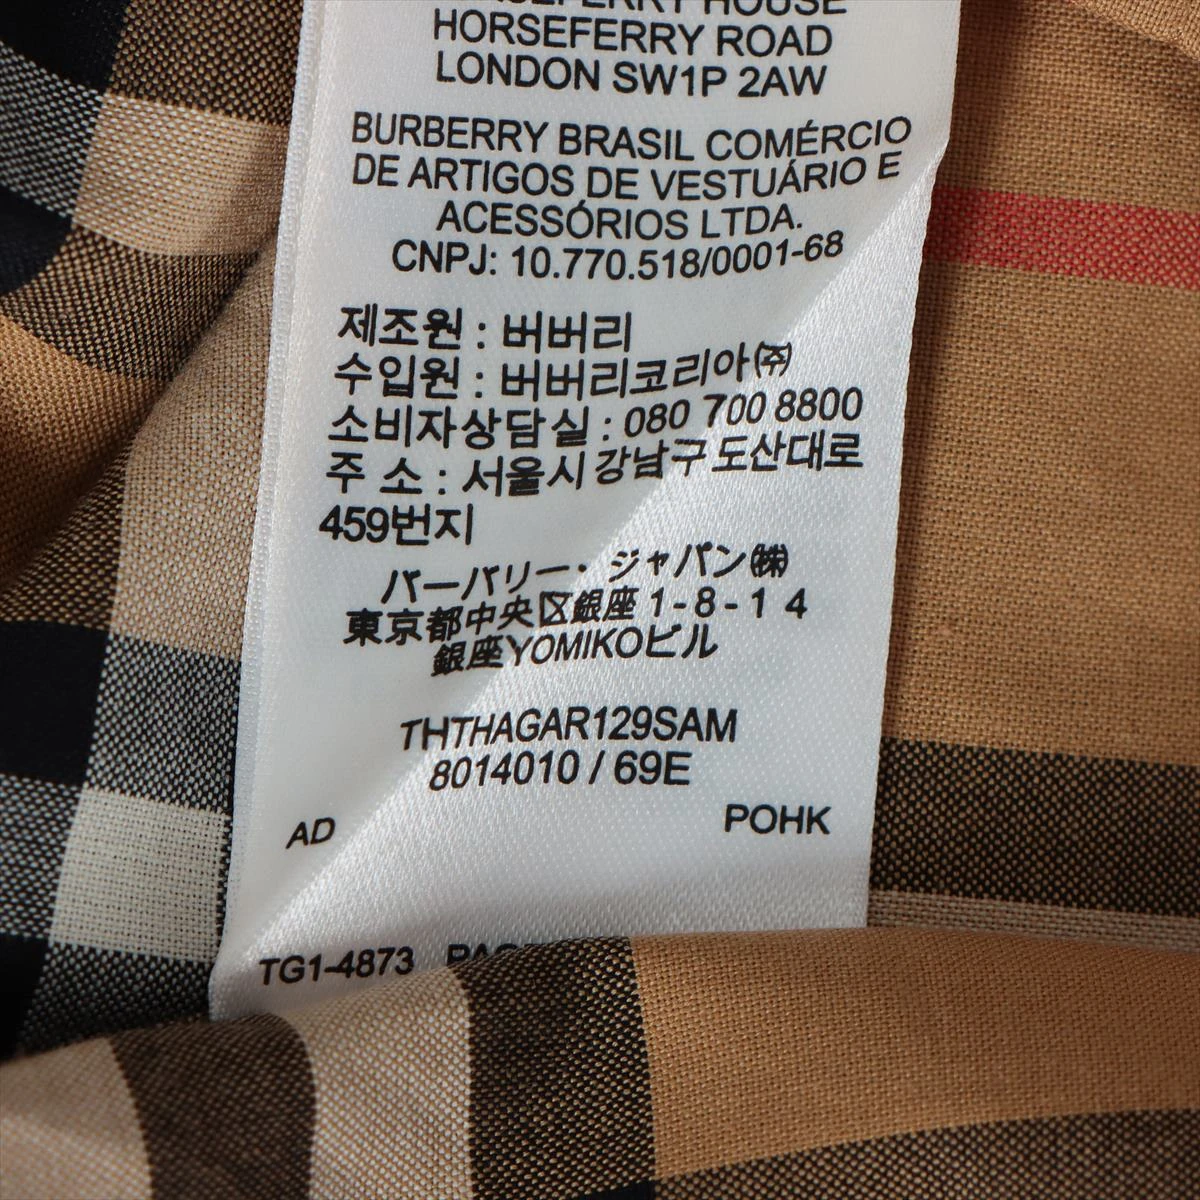 HOUSE
HORSEFERRY ROAD
LONDON SW1P 2AW
BURBERRY BRASIL COMÉRCIO
DE ARTIGOS DE VESTUÁRIO E
ACESSÓRIOS LTDA.
CNPJ: 10.770.518/0001-68
제조원 : 버버리
수입원 : 버버리코리아㈜
소비자상담실 : 080 700 8800
주 소 : 서울시 강남구 도산대로
459번지
バーバリー・ジャパン㈱
東京都中央区銀座 1-8-1 4
銀座YOMIKOビル
THTHAGAR129SAM
8014010 / 69E
AD
POHK
TG1-4873